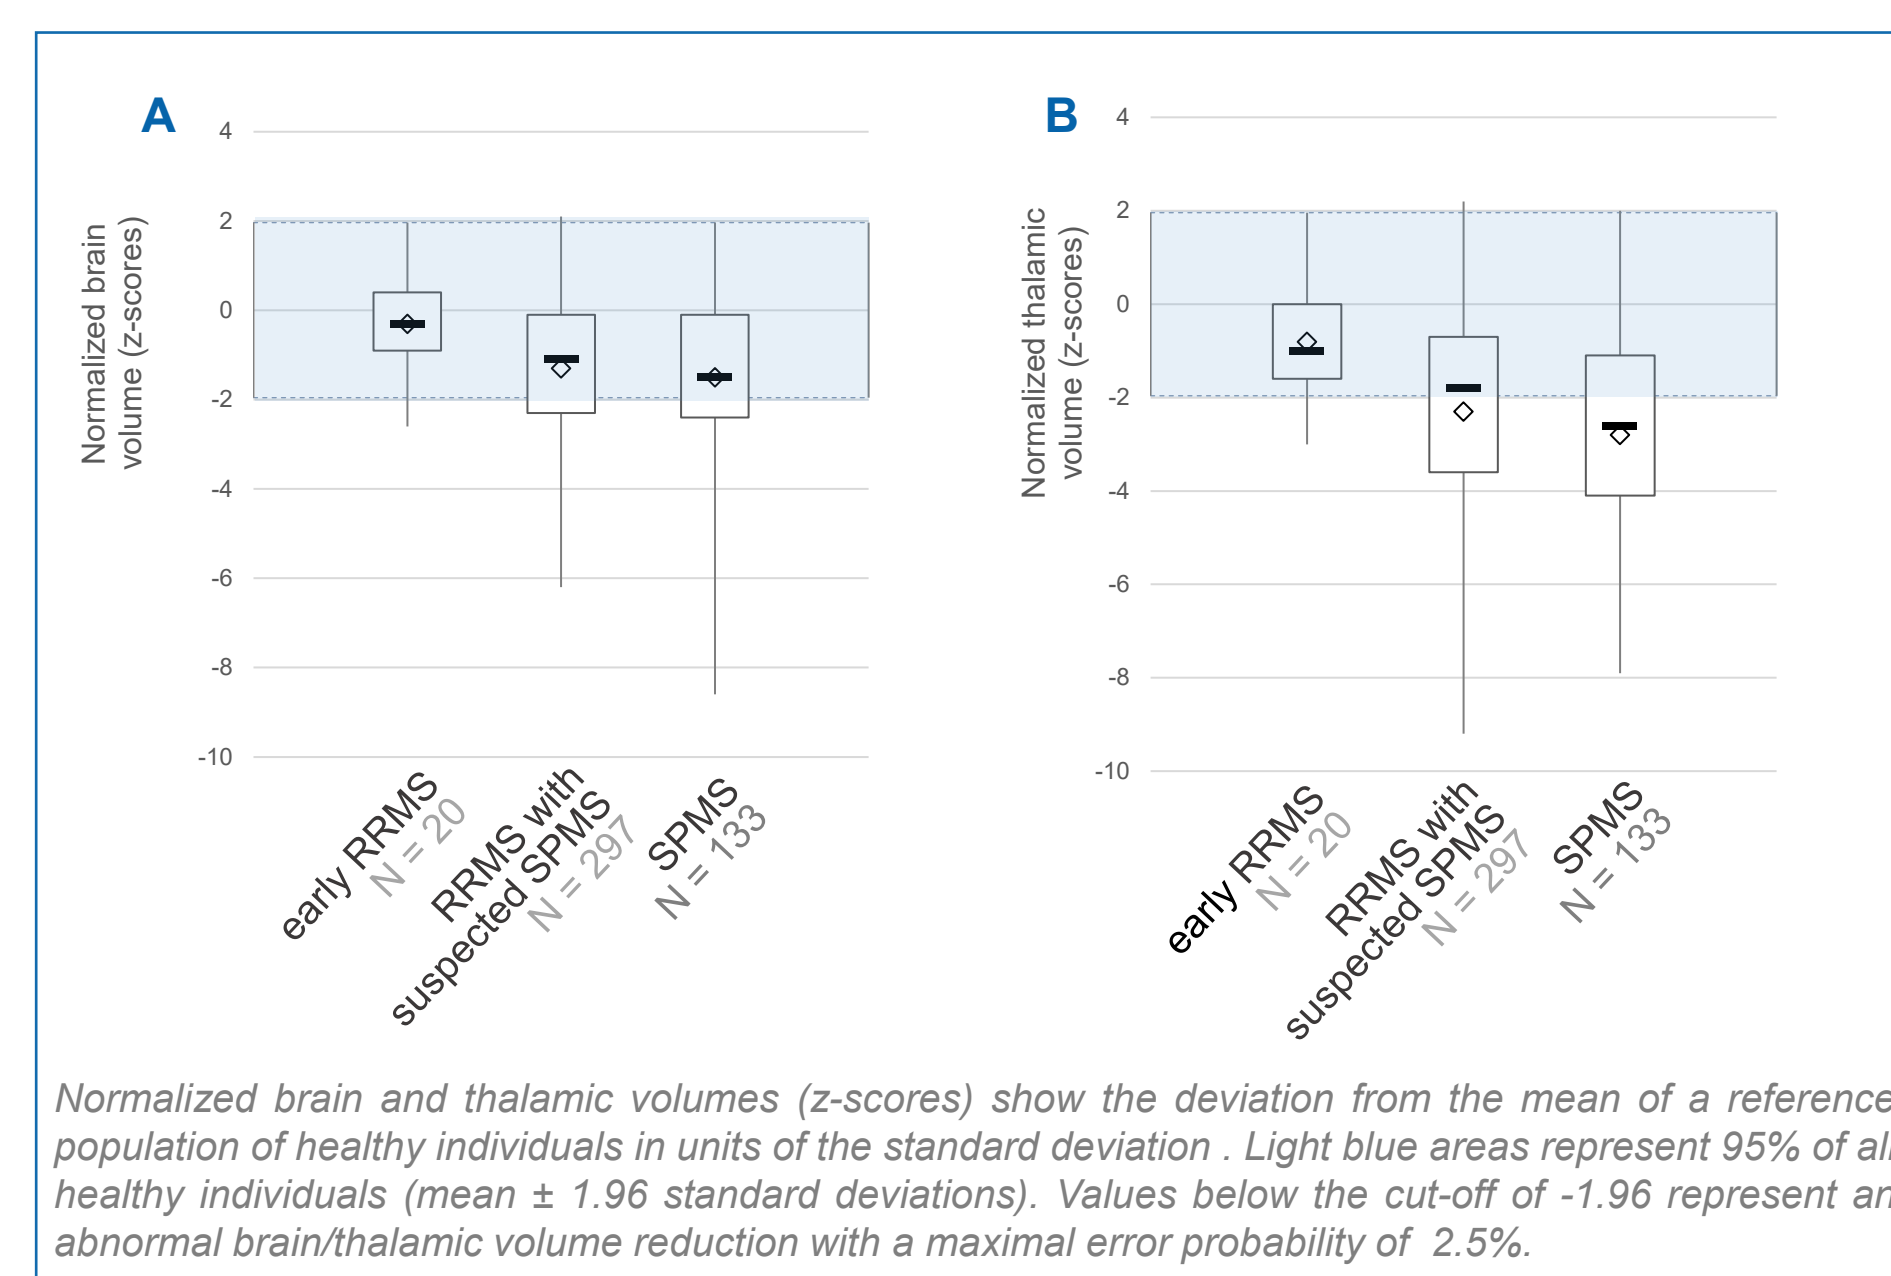 A
4
2
0
-2
-4
-6
-8
-10
Normalized brain
volume (z-scores)
early RRMS
N = 20
RRMS with
suspected SPMS
N = 297
SPMS
N = 133
B
4
2
0
-2
-4
-6
-8
-10
Normalized thalamic
volume (z-scores)
early RRMS
N = 20
RRMS with
suspected SPMS
N = 297
SPMS
N = 133
Normalized brain and thalamic volumes (z-scores) show the deviation from the mean of a reference
population of healthy individuals in units of the standard deviation . Light blue areas represent 95% of all
healthy individuals (mean ± 1.96 standard deviations). Values below the cut-off of -1.96 represent an
abnormal brain/thalamic volume reduction with a maximal error probability of 2.5%.